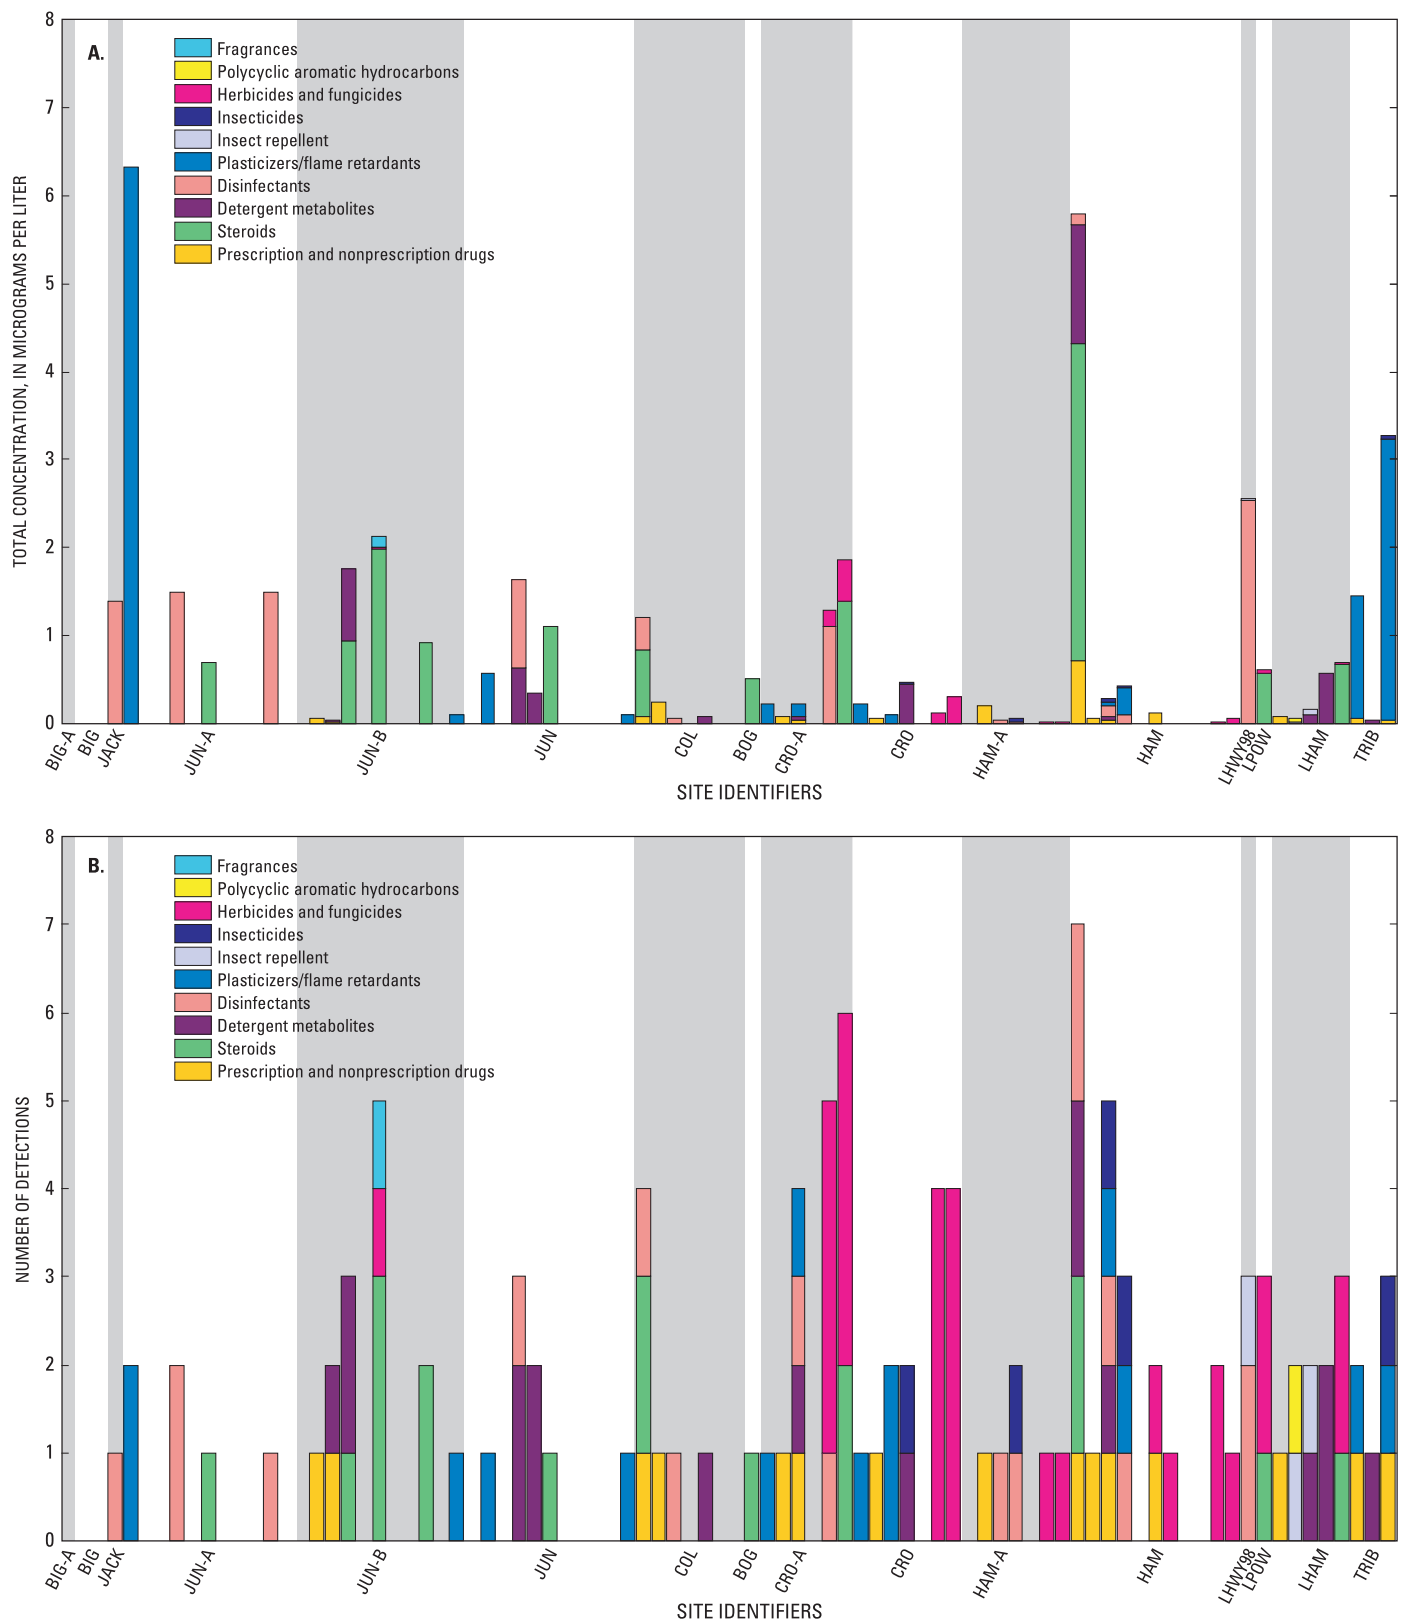 A.
Fragrances
Polycyclic aromatic hydrocarbons
Herbicides and fungicides
Insecticides
Insect repellent
Plasticizers/flame retardants
Disinfectants
Detergent metabolites
Steroids
Prescription and nonprescription drugs
TOTAL CONCENTRATION, IN MICROGRAMS PER LITER
8
7
6
5
4
3
2
1
0
BIG-A BIG JACK JUN-A JUN-B JUN COL BOG CRO-A CRO HAM-A HAM LHWY98 LPOW LHAM TRIB
SITE IDENTIFIERS
B.
Fragrances
Polycyclic aromatic hydrocarbons
Herbicides and fungicides
Insecticides
Insect repellent
Plasticizers/flame retardants
Disinfectants
Detergent metabolites
Steroids
Prescription and nonprescription drugs
NUMBER OF DETECTIONS
8
7
6
5
4
3
2
1
0
BIG-A BIG JACK JUN-A JUN-B JUN COL BOG CRO-A CRO HAM-A HAM LHWY98 LPOW LHAM TRIB
SITE IDENTIFIERS